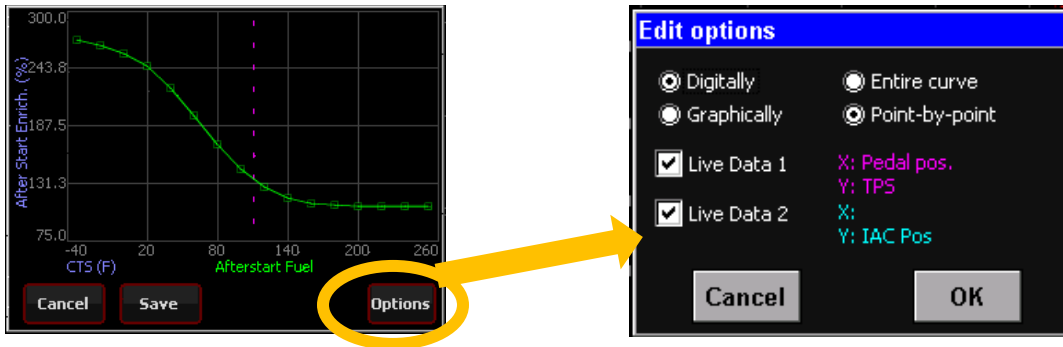 300.0
243.8
187.5
131.3
75.0
After Start Enrich. (%)
-40 20 80 140 200 260
CTS (F) Afterstart Fuel
Cancel Save Options
Edit options
Digitally Entire curve
Graphically Point-by-point
Live Data 1 X: Pedal pos.
Y: TPS
Live Data 2 X:
Y: IAC Pos
Cancel OK